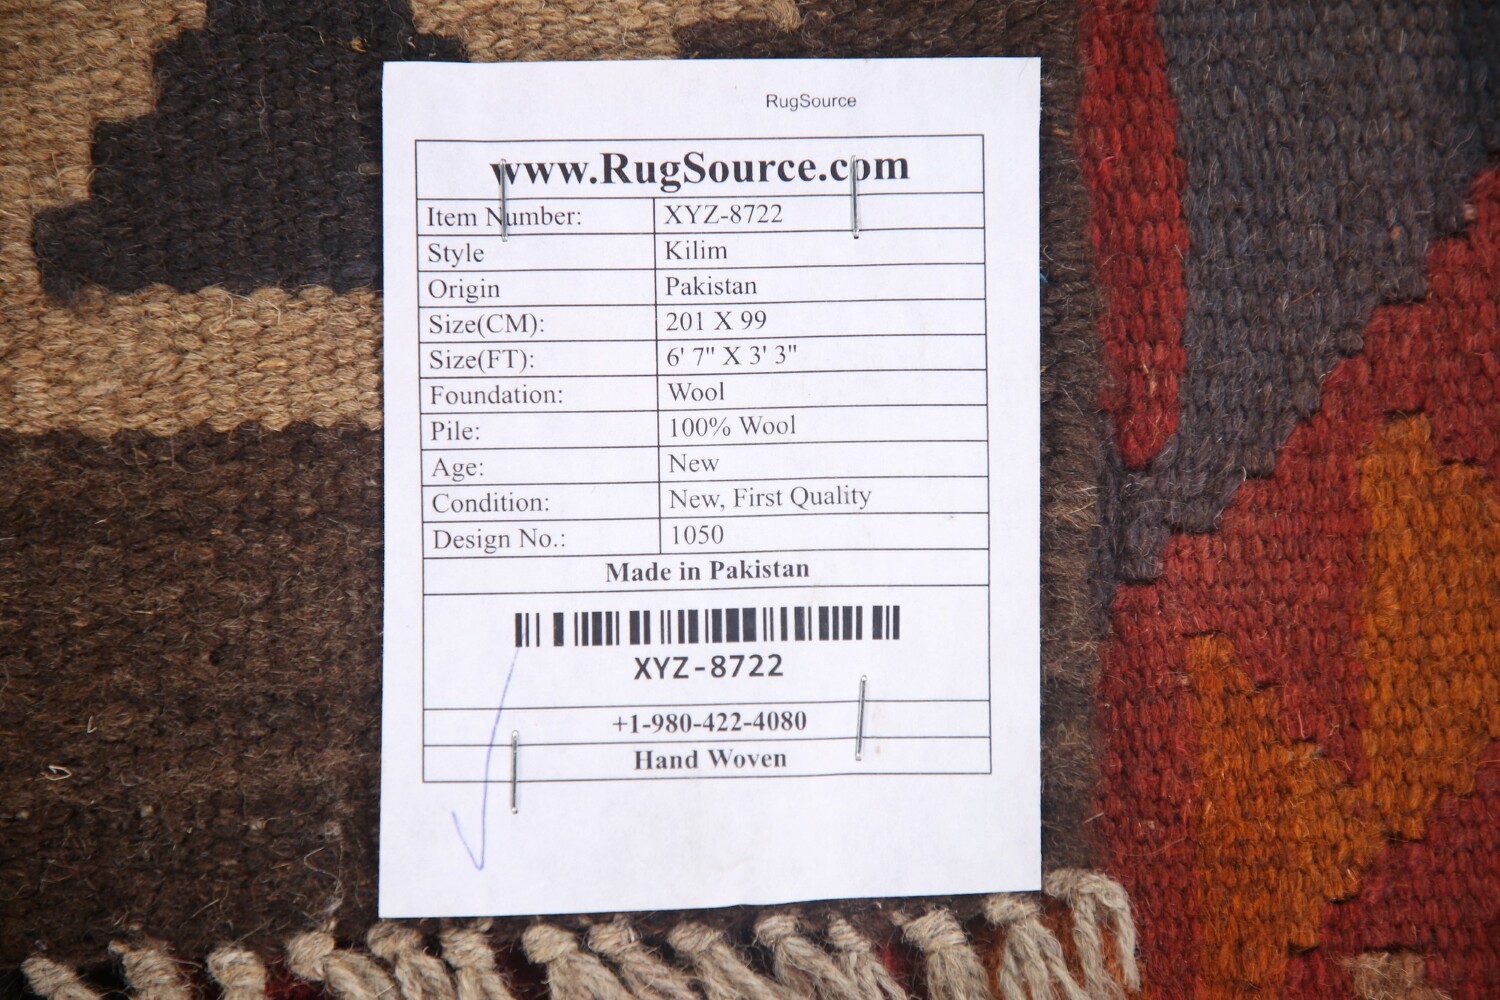 RugSource
www.RugSource.com
Item Number: XYZ-8722
Style Kilim
Origin Pakistan
Size(CM): 201 X 99
Size(FT): 6' 7" X 3' 3"
Foundation: Wool
Pile: 100% Wool
Age: New
Condition: New, First Quality
Design No.: 1050
Made in Pakistan
XYZ-8722
+1-980-422-4080
Hand Woven